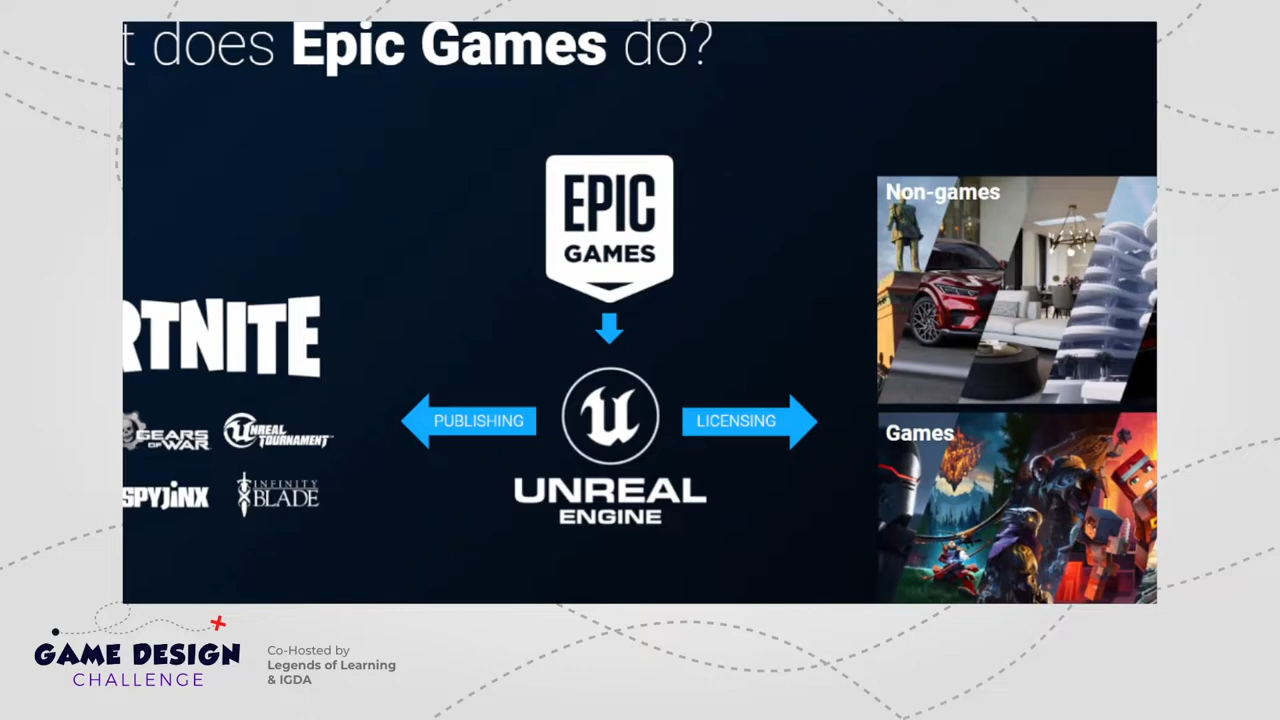 t does Epic Games do?
EPIC
GAMES
Non-games
RTNITE
PUBLISHING
LICENSING
GEARS
OF WAR
UNREAL
TOURNAMENT
Games
SPYJINX
INFINITY
BLADE
UNREAL
ENGINE
GAME DESIGN
CHALLENGE
Co-Hosted by
Legends of Learning
& IGDA